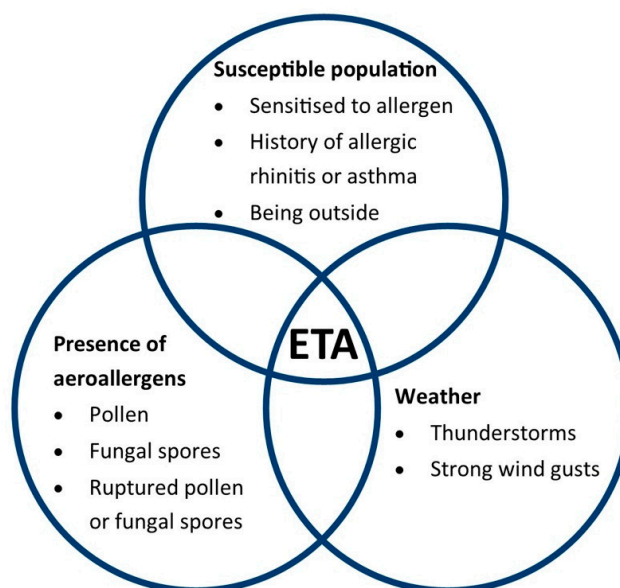 Susceptible population
• Sensitised to allergen
• History of allergic
rhinitis or asthma
• Being outside
ETA
Presence of
aeroallergens
• Pollen
• Fungal spores
• Ruptured pollen
or fungal spores
Weather
• Thunderstorms
• Strong wind gusts